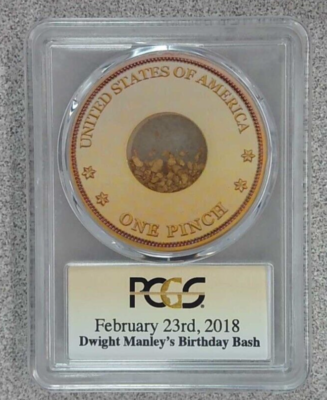 UNITED STATES OF AMERICA
ONE PINCH
PCGS
February 23rd, 2018
Dwight Manley's Birthday Bash